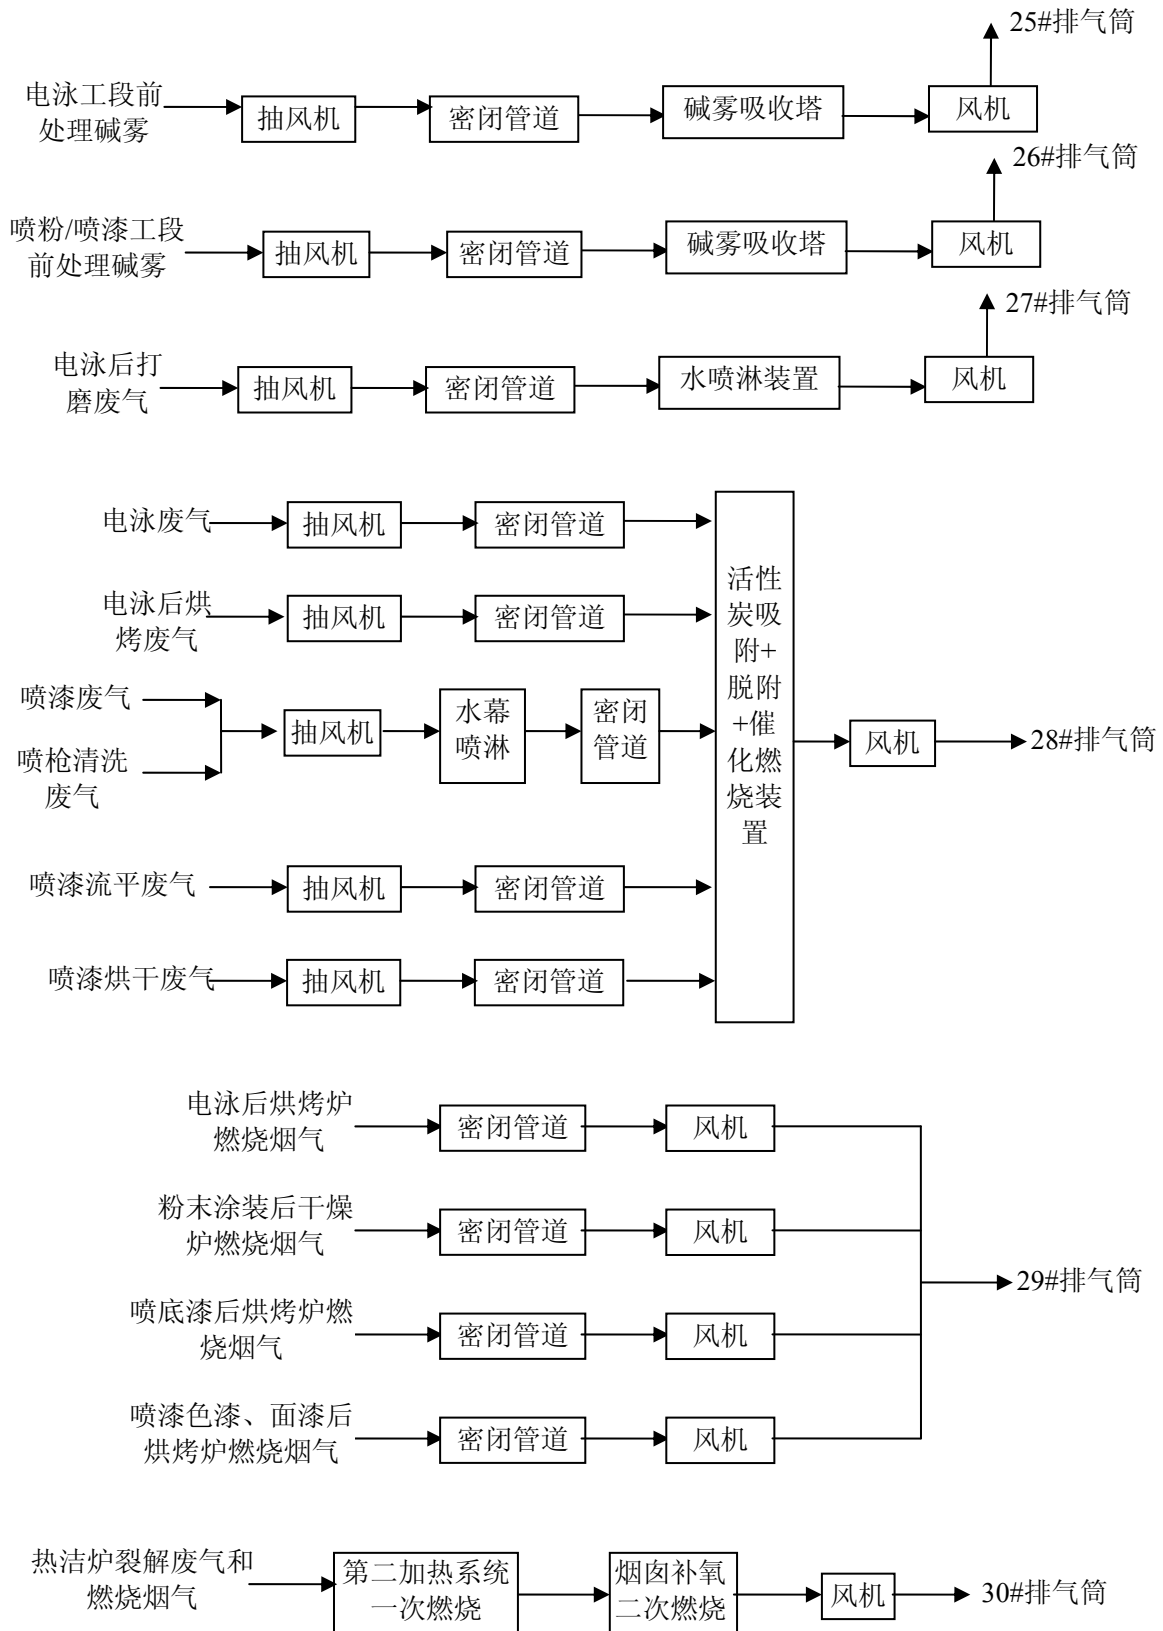 25#排气筒
电泳工段前
处理碱雾
抽风机
密闭管道
碱雾吸收塔
风机
26#排气筒
喷粉/喷漆工段
前处理碱雾
抽风机
密闭管道
碱雾吸收塔
风机
27#排气筒
电泳后打
磨废气
抽风机
密闭管道
水喷淋装置
风机
电泳废气
抽风机
密闭管道
电泳后烘
烤废气
抽风机
密闭管道
喷漆废气
喷枪清洗
废气
抽风机
水幕
喷淋
密闭
管道
喷漆流平废气
抽风机
密闭管道
喷漆烘干废气
抽风机
密闭管道
活性
炭吸
附+
脱附
+催
化燃
烧装
置
风机
28#排气筒
电泳后烘烤炉
燃烧烟气
密闭管道
风机
粉末涂装后干燥
炉燃烧烟气
密闭管道
风机
喷底漆后烘烤炉燃
烧烟气
密闭管道
风机
喷漆色漆、面漆后
烘烤炉燃烧烟气
密闭管道
风机
29#排气筒
热洁炉裂解废气和
燃烧烟气
第二加热系统
一次燃烧
烟囱补氧
二次燃烧
风机
30#排气筒